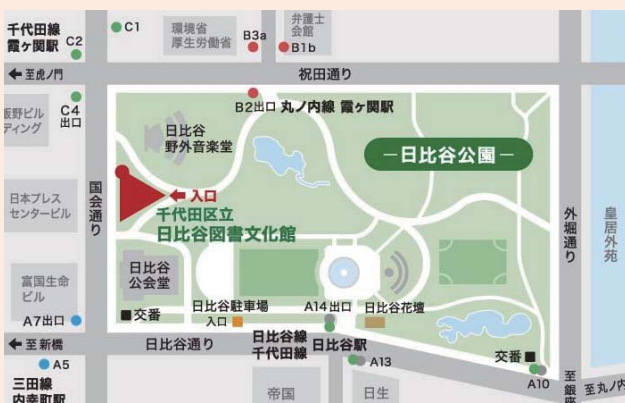 千代田線
霞ヶ関駅
C2
C1
環境省
厚生労働省
B3a
弁護士
会館
B1b
←至虎ノ門
祝田通り
C4
出口
飯野ビル
ディング
B2出口 丸ノ内線 霞ヶ関駅
日比谷
野外音楽堂
－日比谷公園－
国会通り
日本プレス
センタービル
←入口
千代田区立
日比谷図書文化館
外堀通り
皇居外苑
日比谷
公会堂
富国生命
ビル
A7出口
■交番
日比谷駐車場
入口
A14出口
日比谷花壇
←至新橋
日比谷通り
日比谷線
千代田線
日比谷駅
A13
交番■
A10
A5
三田線
内幸町駅
帝国
日生
至銀座
至丸ノ内